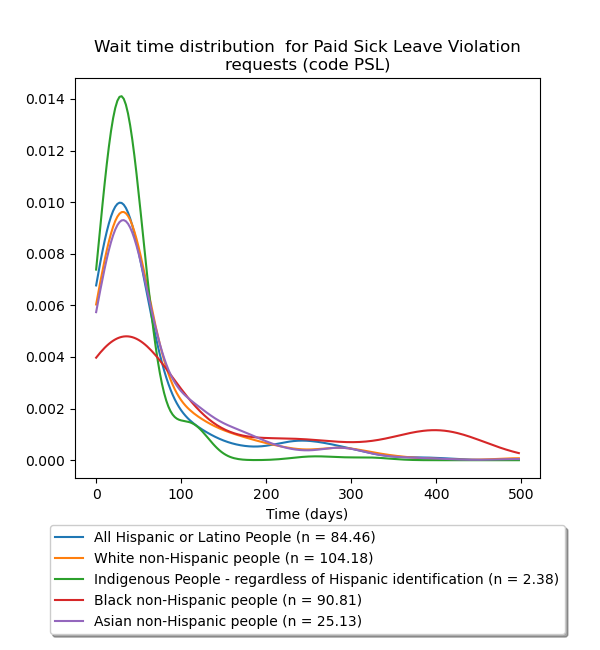 Wait time distribution  for Paid Sick Leave Violation
requests (code PSL)
0.014
0.012
0.010
0.008
0.006
0.004
0.002
0.000
0 100 200 300 400 500
Time (days)
All Hispanic or Latino People (n = 84.46)
White non-Hispanic people (n = 104.18)
Indigenous People - regardless of Hispanic identification (n = 2.38)
Black non-Hispanic people (n = 90.81)
Asian non-Hispanic people (n = 25.13)